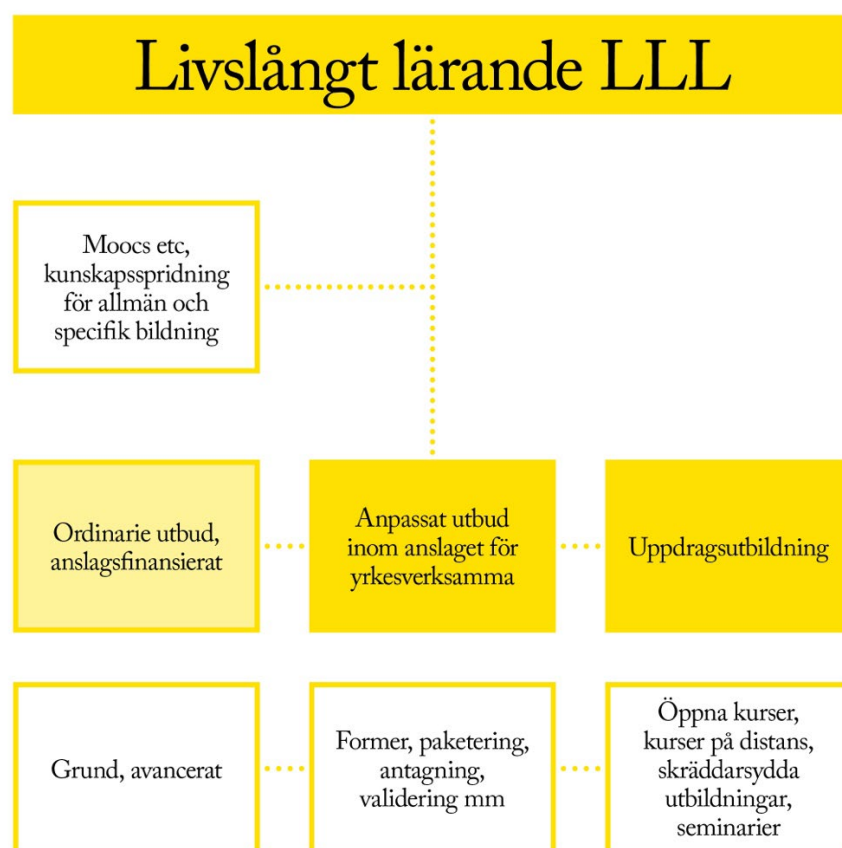 Livslångt lärande LLL
Moocs etc,
kunskapsspridning
för allmän och
specifik bildning
Ordinarie utbud,
anslagsfinansierat
Anpassat utbud
inom anslaget för
yrkesverksamma
Uppdragsutbildning
Grund, avancerat
Former, paketering,
antagning,
validering mm
Öppna kurser,
kurser på distans,
skräddarsydda
utbildningar,
seminarier